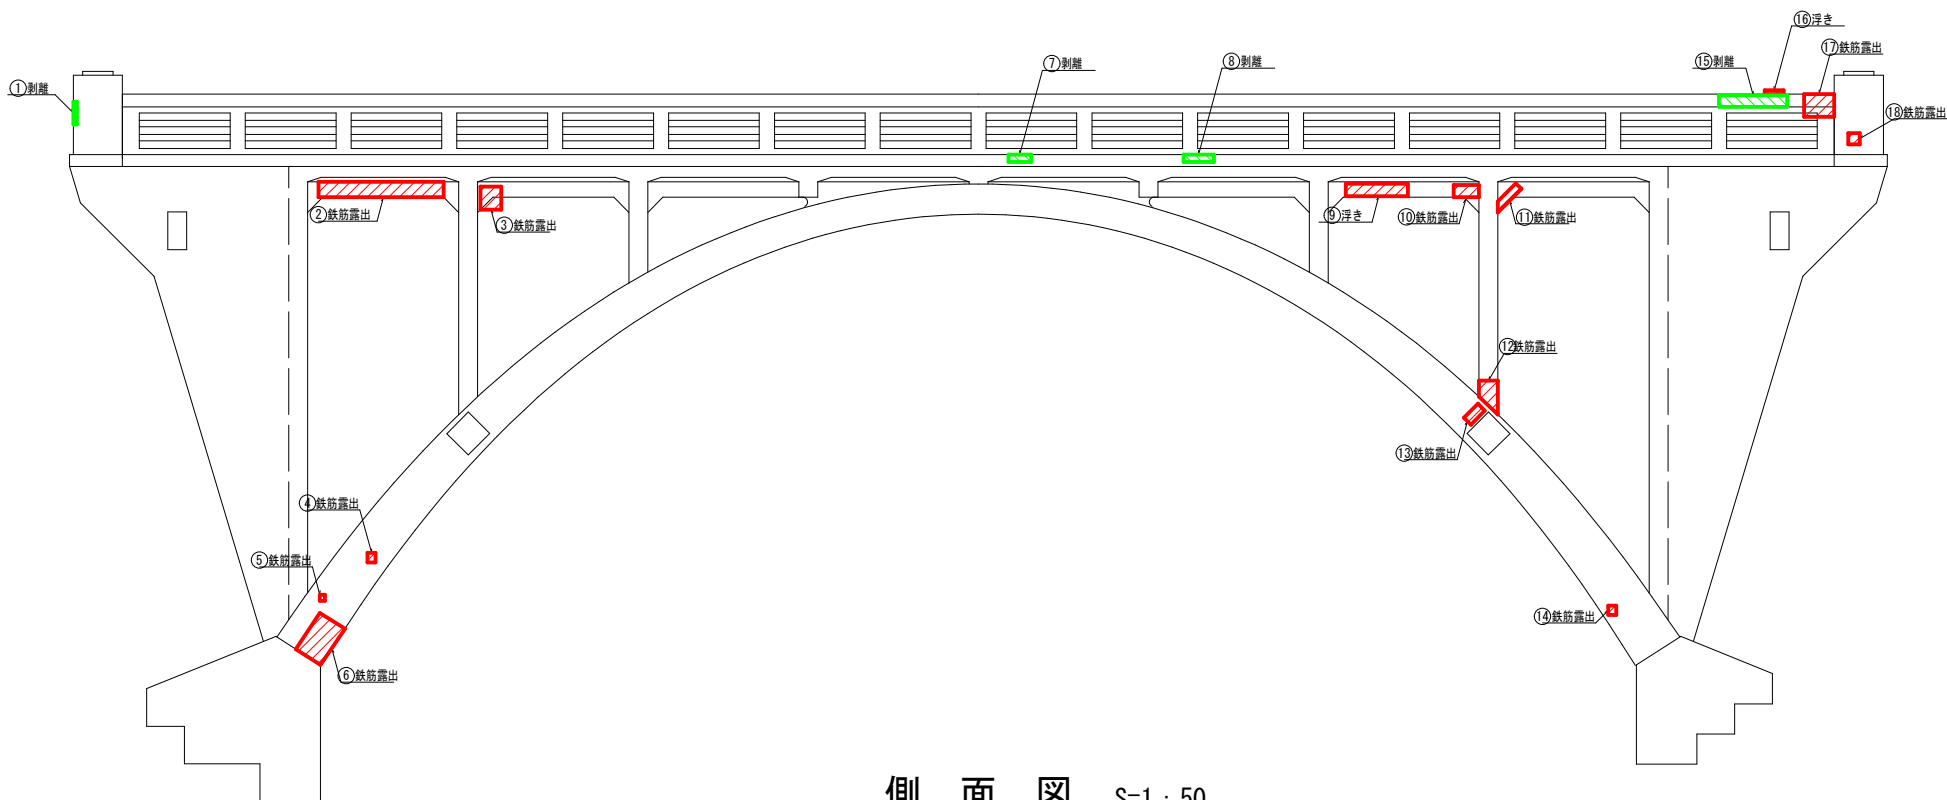 ①剥離
②鉄筋露出
③鉄筋露出
④鉄筋露出
⑤鉄筋露出
⑥鉄筋露出
⑦剥離
⑧剥離
⑨浮き
⑩鉄筋露出
⑪鉄筋露出
⑫鉄筋露出
⑬鉄筋露出
⑭鉄筋露出
⑮剥離
⑯浮き
⑰鉄筋露出
⑱鉄筋露出
側 面 図 S=1:50